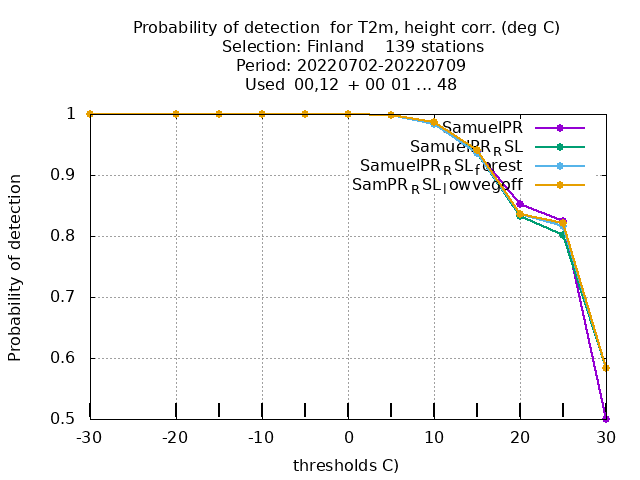 Probability of detection  for T2m, height corr. (deg C)
Selection: Finland    139 stations
Period: 20220702-20220709
Used  00,12  + 00 01 ... 48
SamuelPR
SamuelPR_RSL
SamuelPR_RSL_forest
SamPR_RSL_lowvegoff
Probability of detection
1
0.9
0.8
0.7
0.6
0.5
-30 -20 -10 0 10 20 30
thresholds C)